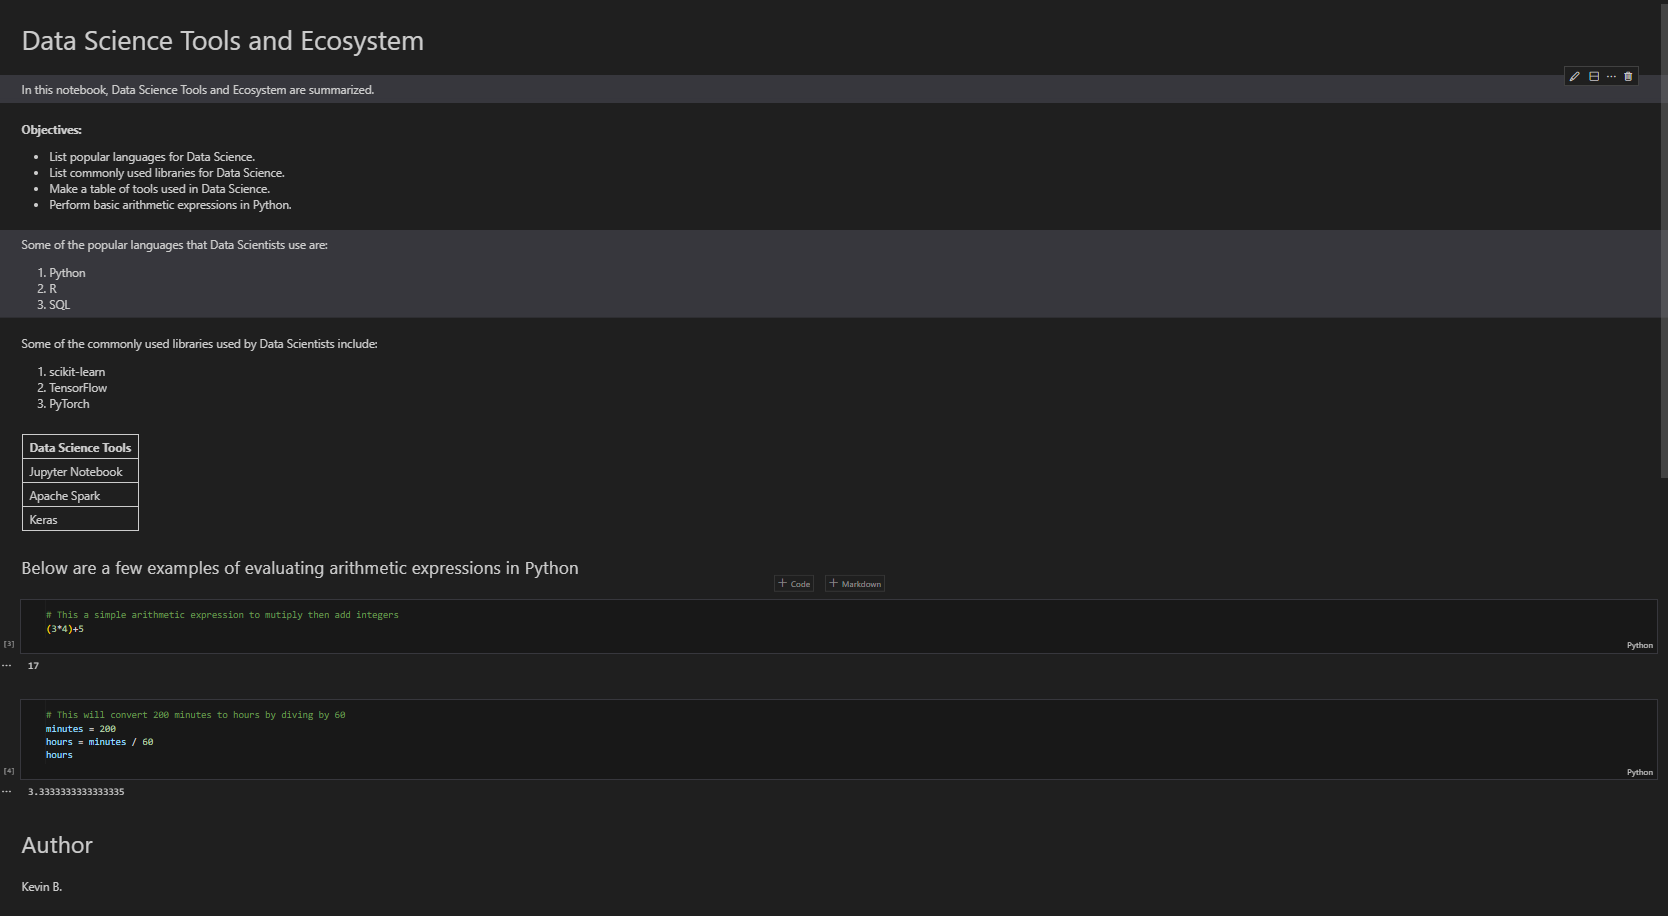 Data Science Tools and Ecosystem
In this notebook, Data Science Tools and Ecosystem are summarized.
Objectives:
• List popular languages for Data Science.
• List commonly used libraries for Data Science.
• Make a table of tools used in Data Science.
• Perform basic arithmetic expressions in Python.
Some of the popular languages that Data Scientists use are:
1. Python
2. R
3. SQL
Some of the commonly used libraries used by Data Scientists include:
1. scikit-learn
2. TensorFlow
3. PyTorch
Data Science Tools
Jupyter Notebook
Apache Spark
Keras
Below are a few examples of evaluating arithmetic expressions in Python
+ Code + Markdown
# This a simple arithmetic expression to mutiply then add integers
(3*4)+5
[3]
Python
17
# This will convert 200 minutes to hours by diving by 60
minutes = 200
hours = minutes / 60
hours
[4]
Python
3.3333333333333335
Author
Kevin B.